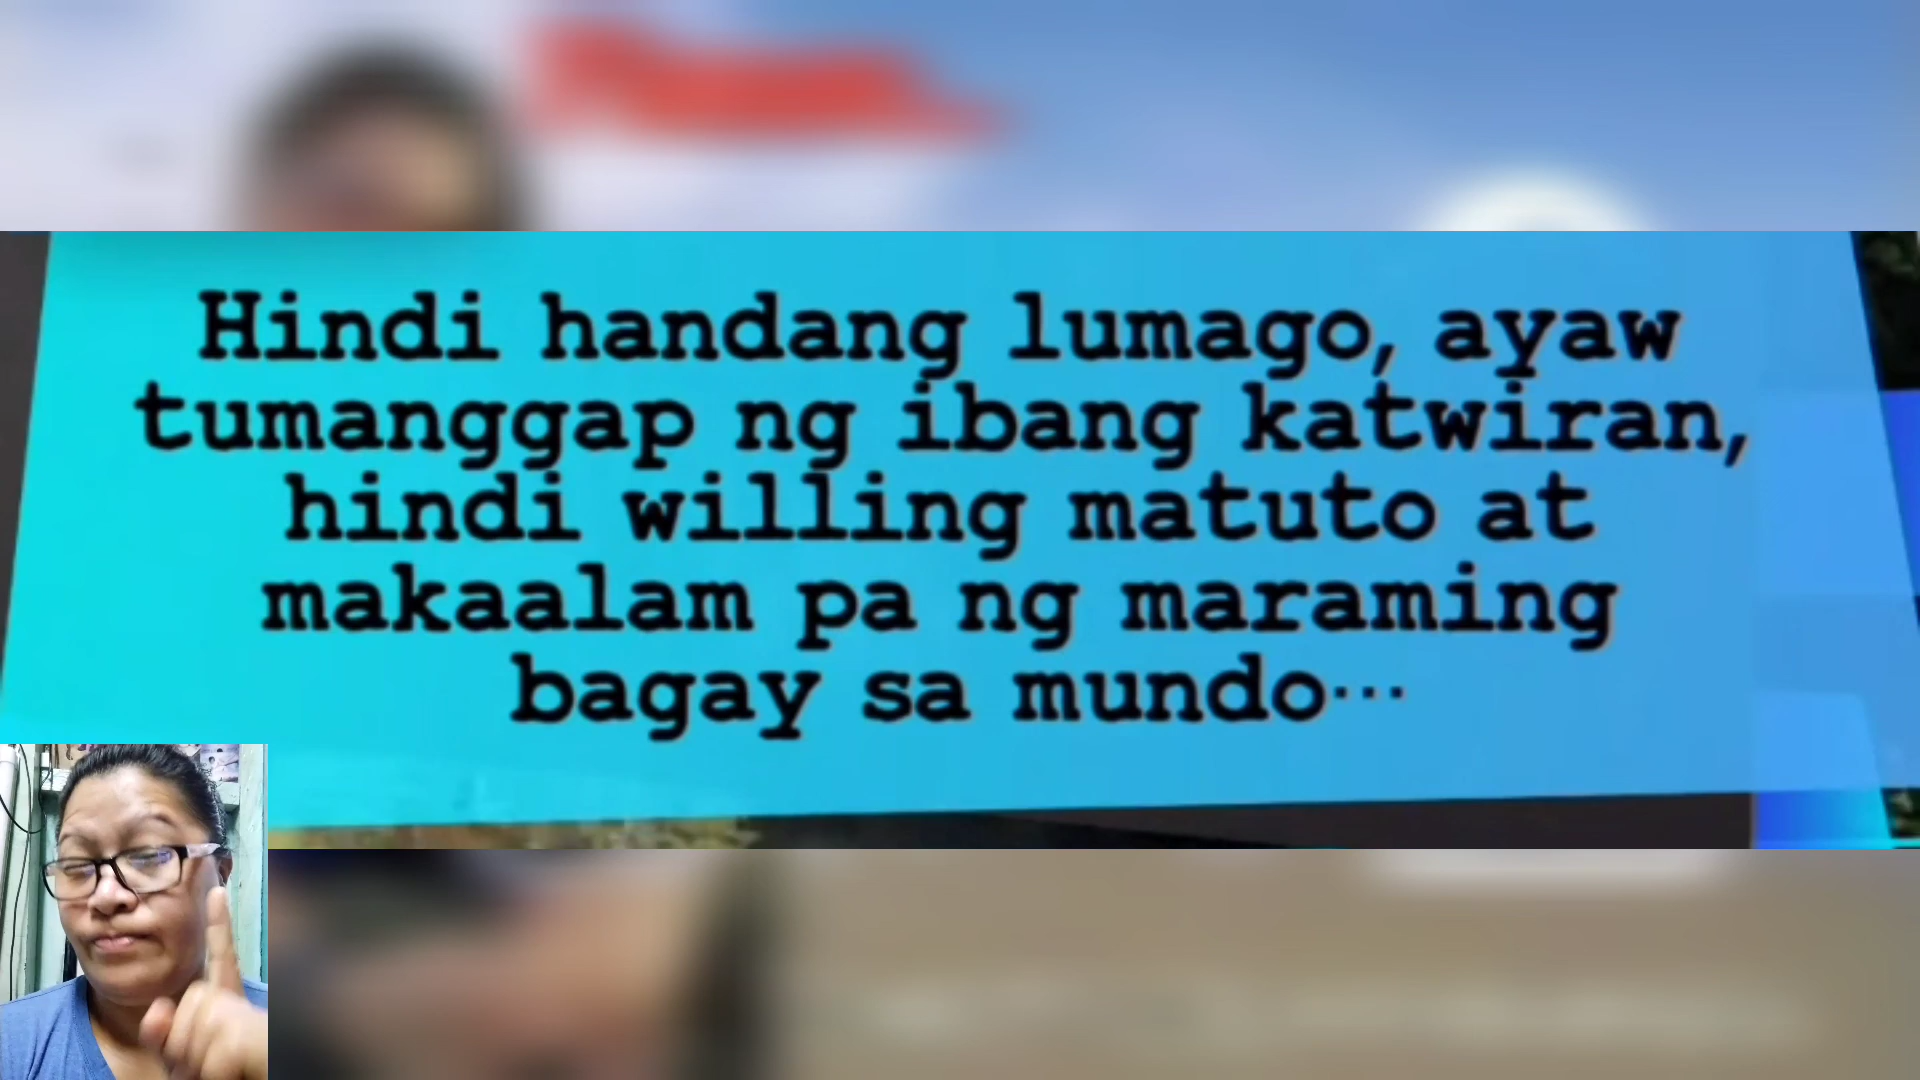 Hindi handang lumago, ayaw
tumanggap ng ibang katwiran,
hindi willing matuto at
makaalam pa ng maraming
bagay sa mundo…